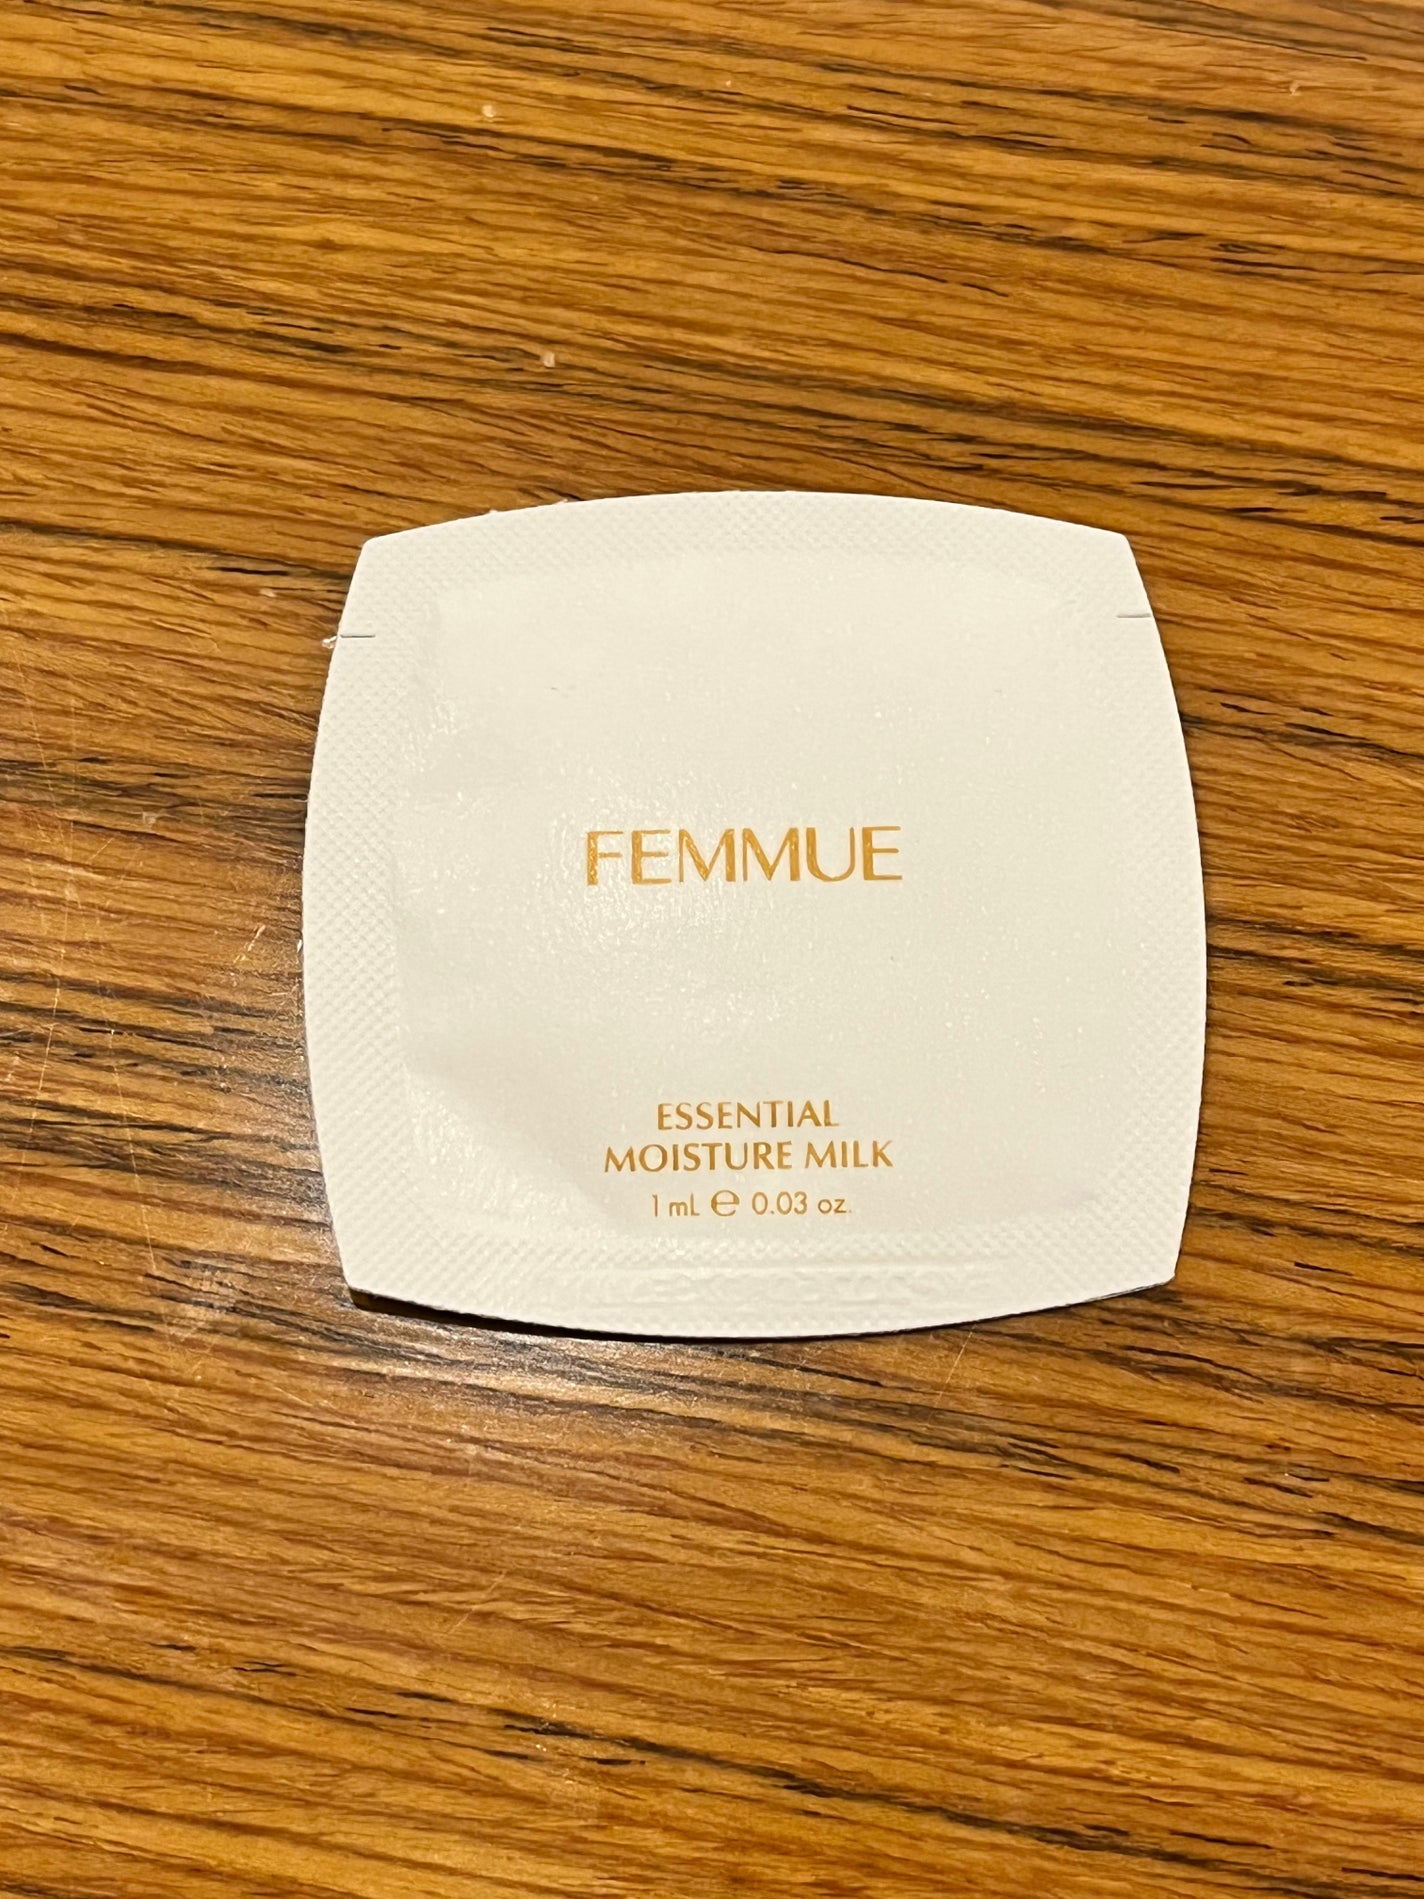 FEMMUE
ESSENTIAL
MOISTURE MILK
1 mL ℮ 0.03 oz.